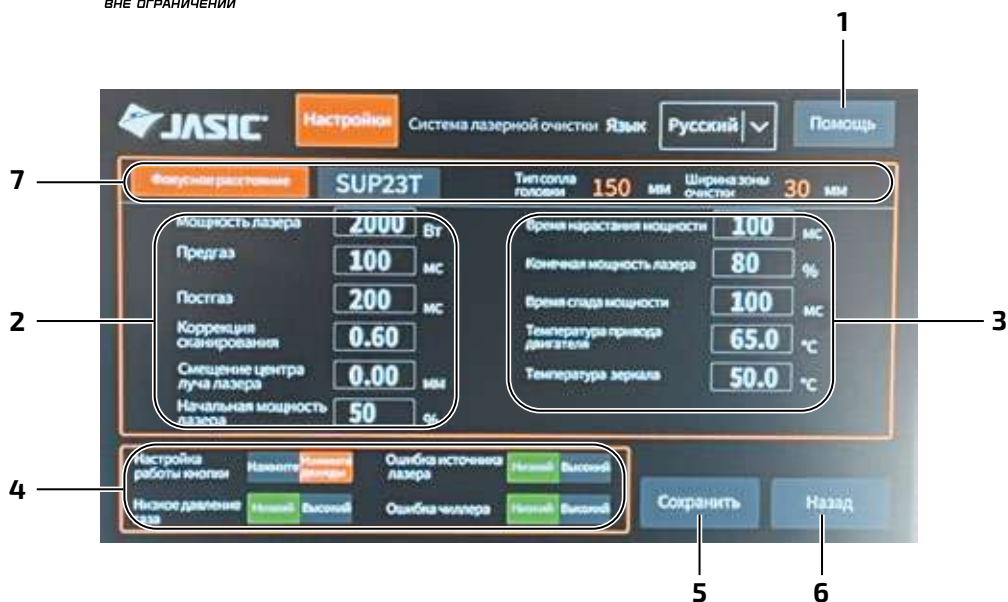 ВНЕ ОГРАНИЧЕНИЙ
1
JASIC
Настройки
Система лазерной очистки
Язык
Русский
Помощь
7
Фокусное расстояние
SUP23T
Тип сопла
головки
150 мм
Ширина зоны
очистки
30 мм
2
Мощность лазера
2000 Вт
Предгаз
100 мс
Постгаз
200 мс
Коррекция
сканирования
0.60
Смещение центра
луча лазера
0.00 мм
Начальная мощность
лазера
50 %
Время нарастания мощности
100 мс
Конечная мощность лазера
80 %
Время спада мощности
100 мс
Температура привода
двигателя
65.0 °C
Температура зеркала
50.0 °C
3
4
Настройка
работы кнопки
Нажмите
Нажмите
дважды
Ошибка источника
лазера
Низкий
Высокий
Низкое давление
газа
Низкий
Высокий
Ошибка чиллера
Низкий
Высокий
Сохранить
Назад
5
6